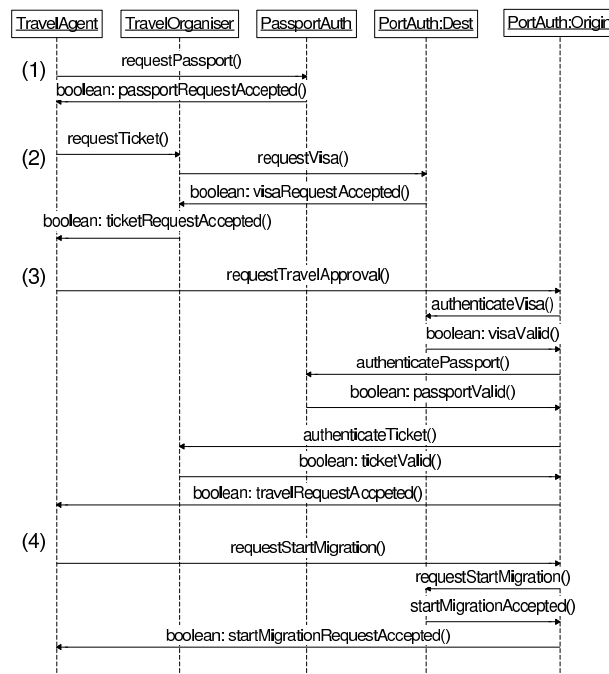 TravelAgent TravelOrganiser PassportAuth PortAuth:Dest PortAuth:Origin
(1)
requestPassport()
boolean: passportRequestAccepted()
requestTicket()
(2)
requestVisa()
boolean: visaRequestAccepted()
boolean: ticketRequestAccepted()
(3)
requestTravelApproval()
authenticateVisa()
boolean: visaValid()
authenticatePassport()
boolean: passportValid()
authenticateTicket()
boolean: ticketValid()
boolean: travelRequestAccpeted()
(4)
requestStartMigration()
requestStartMigration()
startMigrationAccepted()
boolean: startMigrationRequestAccepted()